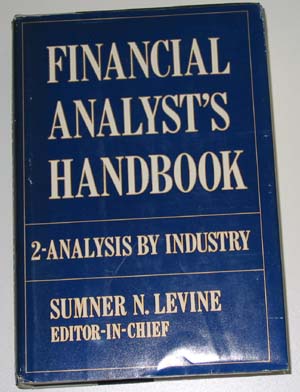 FINANCIAL
ANALYST'S
HANDBOOK
2-ANALYSIS BY INDUSTRY
SUMNER N. LEVINE
EDITOR-IN-CHIEF